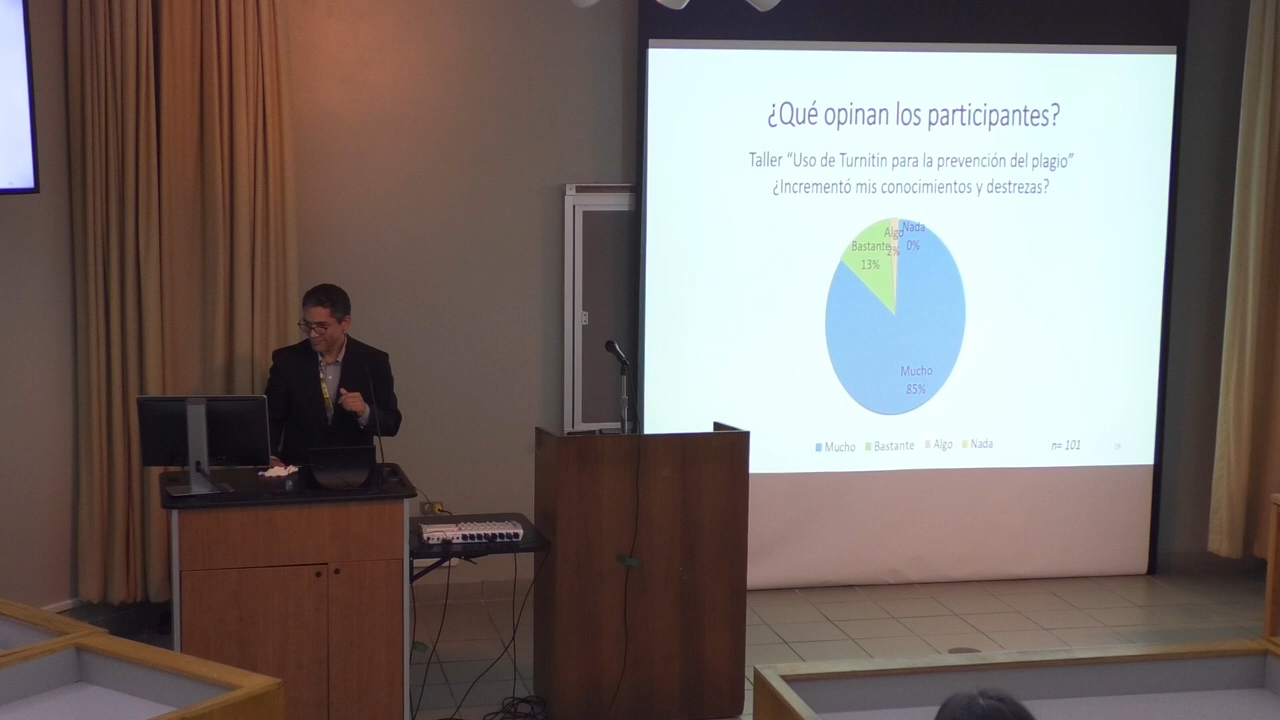 ¿Qué opinan los participantes?
Taller “Uso de Turnitin para la prevención del plagio”
¿Incrementó mis conocimientos y destrezas?
Nada
0%
Algo
2%
Bastante
13%
Mucho
85%
Mucho Bastante Algo Nada
n= 101